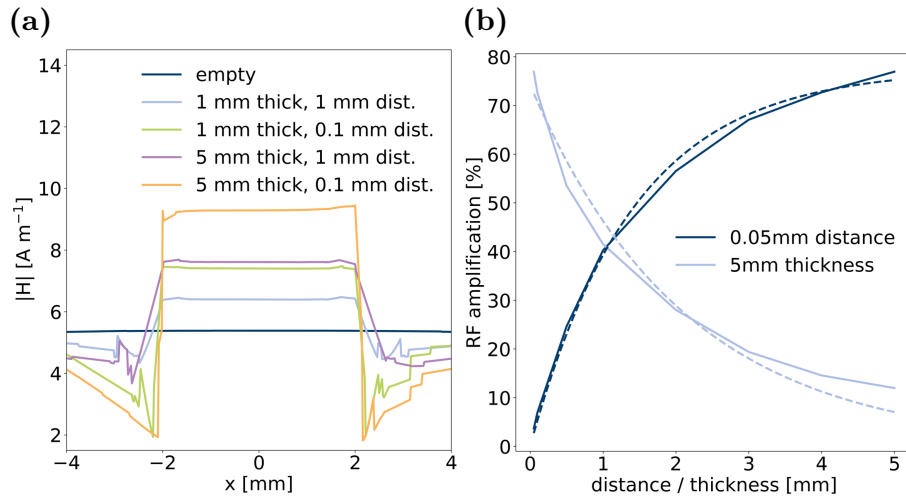 (a)
14
12
10
8
6
4
2
|H| [A m⁻¹]
empty
1 mm thick, 1 mm dist.
1 mm thick, 0.1 mm dist.
5 mm thick, 1 mm dist.
5 mm thick, 0.1 mm dist.
−4 −2 0 2 4
x [mm]
(b)
80
70
60
50
40
30
20
10
0
RF amplification [%]
0.05mm distance
5mm thickness
0 1 2 3 4 5
distance / thickness [mm]